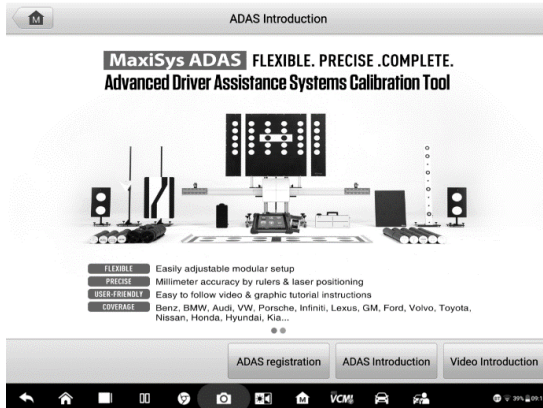 ADAS Introduction
MaxiSys ADAS FLEXIBLE. PRECISE .COMPLETE.
Advanced Driver Assistance Systems Calibration Tool
FLEXIBLE Easily adjustable modular setup
PRECISE Millimeter accuracy by rulers & laser positioning
USER-FRIENDLY Easy to follow video & graphic tutorial instructions
COVERAGE Benz, BMW, Audi, VW, Porsche, Infiniti, Lexus, GM, Ford, Volvo, Toyota,
Nissan, Honda, Hyundai, Kia...
ADAS registration ADAS Introduction Video Introduction
M VCMI 39%